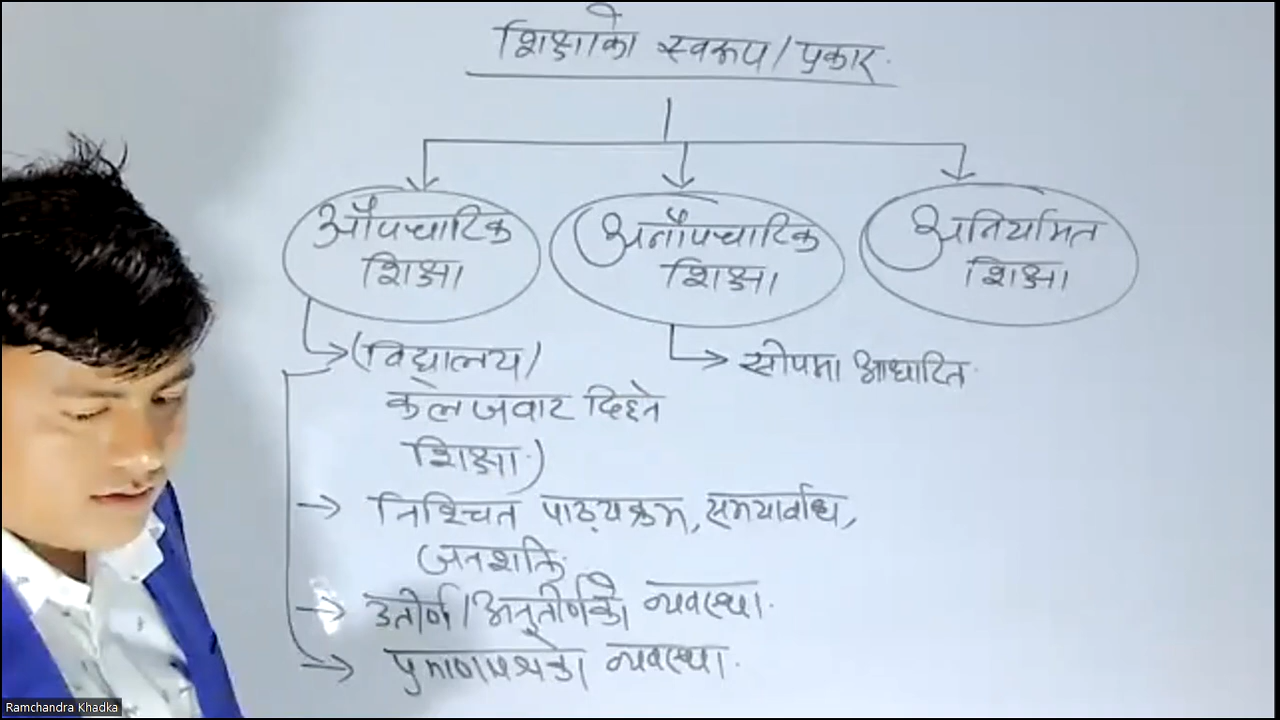 शिक्षाको स्वरूप/प्रकार.
औपचारिक
शिक्षा
अनौपचारिक
शिक्षा
अनियमित
शिक्षा
(विद्यालय/
कलेजबाट दिइने
शिक्षा)
सीपमा आधारित.
निश्चित पाठ्यक्रम, समयावधि,
जनशक्ति.
उतीर्ण/अनुतीर्णको व्यवस्था.
प्रमाणपत्रको व्यवस्था.
Ramchandra Khadka